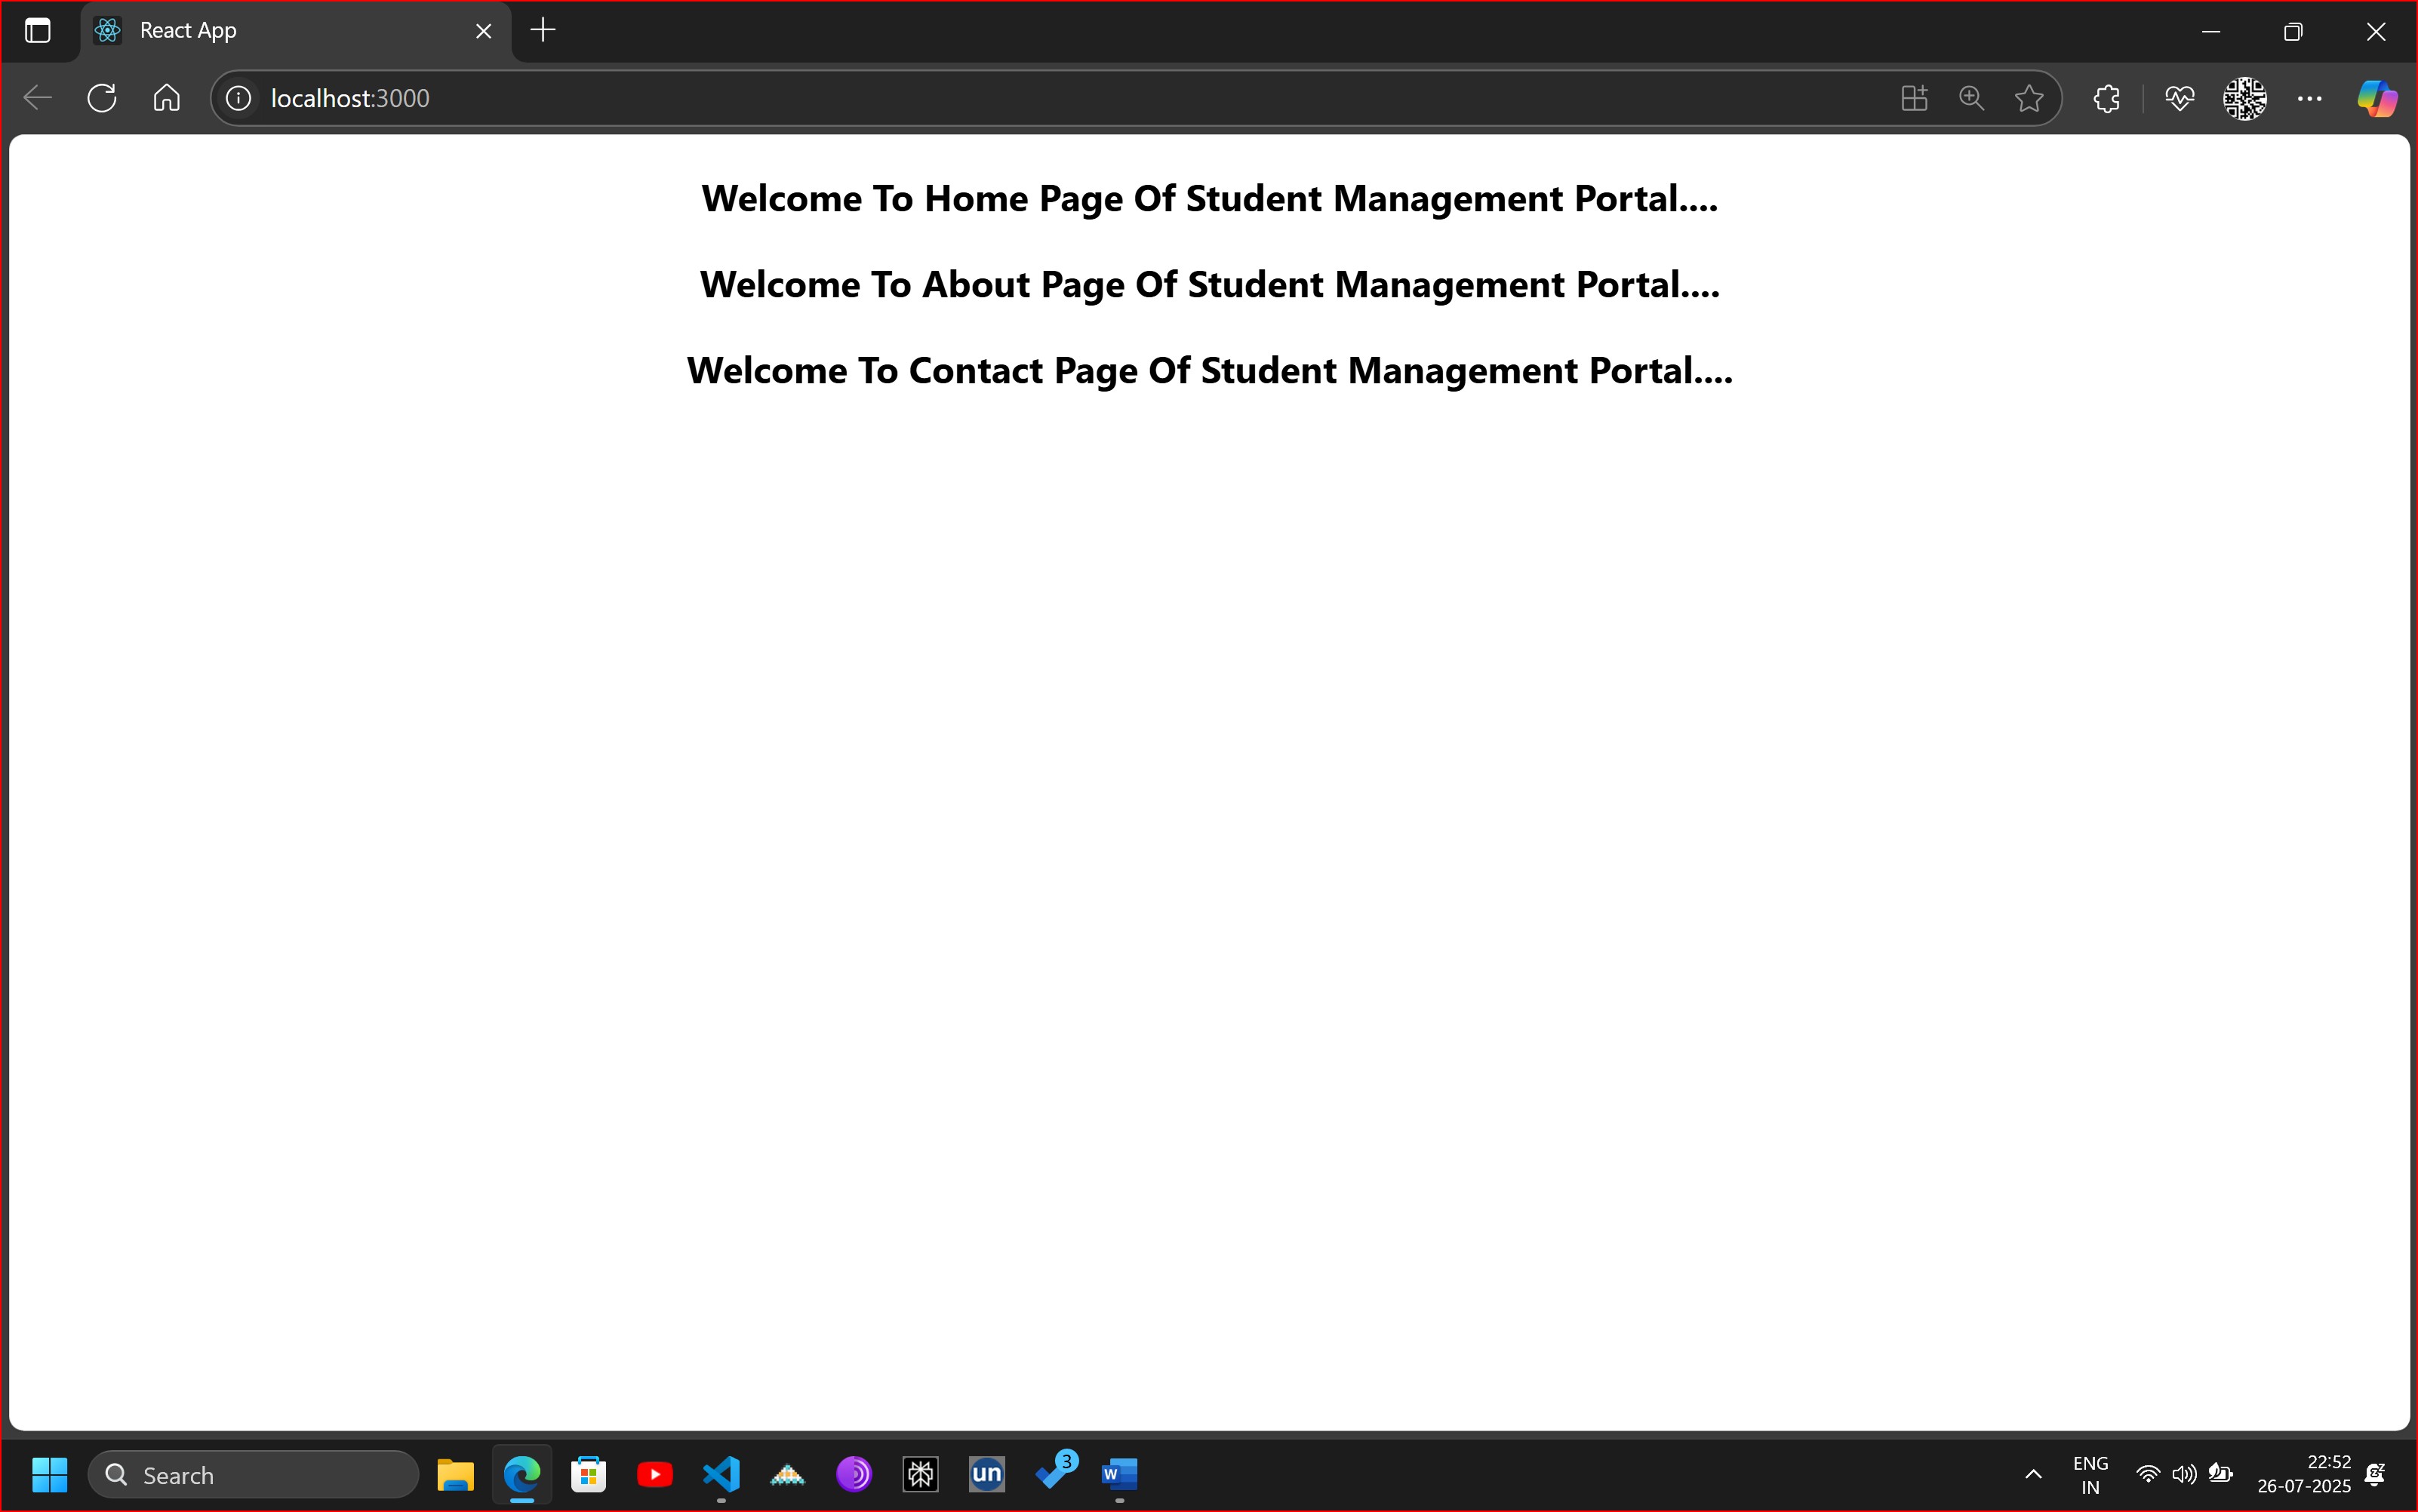 React App
localhost:3000
Welcome To Home Page Of Student Management Portal....
Welcome To About Page Of Student Management Portal....
Welcome To Contact Page Of Student Management Portal....
Search
un
3
W
ENG
IN
22:52
26-07-2025